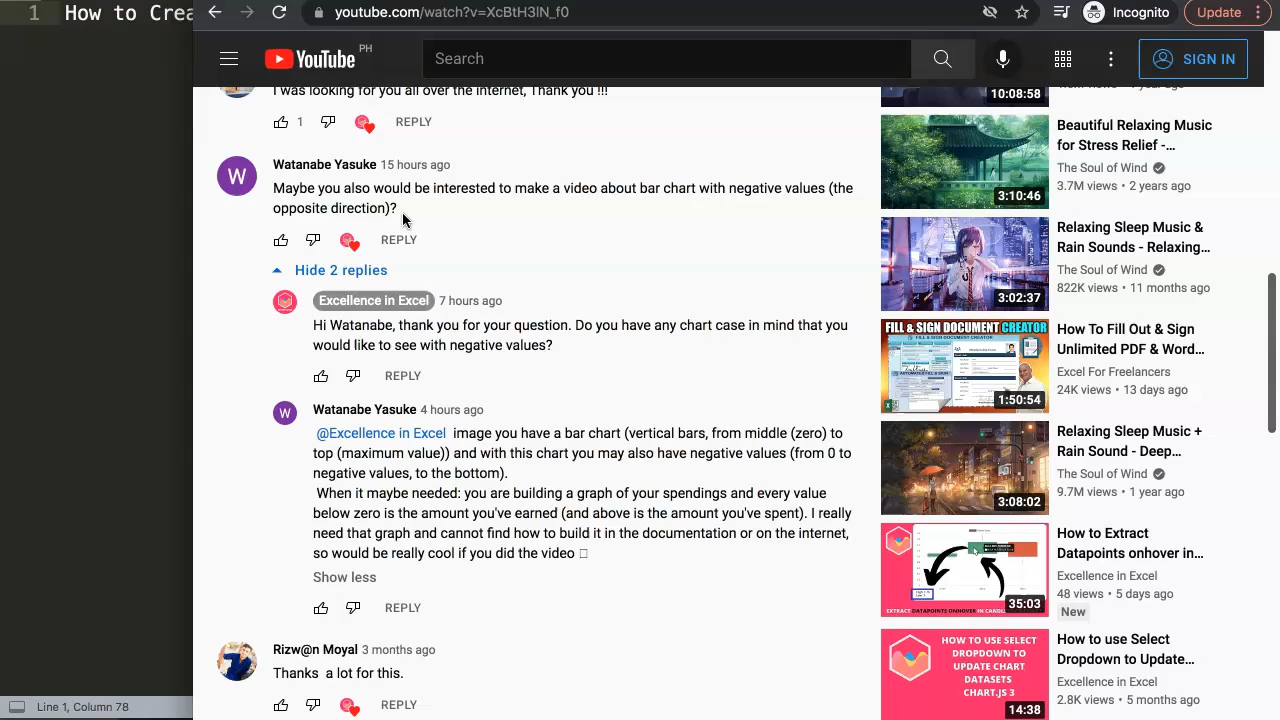 1 How to Crea
youtube.com/watch?v=XcBtH3lN_f0
Incognito
Update
YouTube PH
Search
SIGN IN
I was looking for you all over the internet, Thank you !!!
1 REPLY
Watanabe Yasuke 15 hours ago
Maybe you also would be interested to make a video about bar chart with negative values (the
opposite direction)?
REPLY
Hide 2 replies
Excellence in Excel 7 hours ago
Hi Watanabe, thank you for your question. Do you have any chart case in mind that you
would like to see with negative values?
REPLY
Watanabe Yasuke 4 hours ago
@Excellence in Excel image you have a bar chart (vertical bars, from middle (zero) to
top (maximum value)) and with this chart you may also have negative values (from 0 to
negative values, to the bottom).
When it maybe needed: you are building a graph of your spendings and every value
below zero is the amount you've earned (and above is the amount you've spent). I really
need that graph and cannot find how to build it in the documentation or on the internet,
so would be really cool if you did the video
Show less
REPLY
Rizw@n Moyal 3 months ago
Thanks a lot for this.
REPLY
10:08:58
3:10:46
Beautiful Relaxing Music
for Stress Relief -...
The Soul of Wind
3.7M views • 2 years ago
3:02:37
Relaxing Sleep Music &
Rain Sounds - Relaxing...
The Soul of Wind
822K views • 11 months ago
FILL & SIGN DOCUMENT CREATOR
1:50:54
How To Fill Out & Sign
Unlimited PDF & Word...
Excel For Freelancers
24K views • 13 days ago
3:08:02
Relaxing Sleep Music +
Rain Sound - Deep...
The Soul of Wind
9.7M views • 1 year ago
EXTRACT DATAPOINTS ONHOVER IN
35:03
How to Extract
Datapoints onhover in...
Excellence in Excel
48 views • 5 days ago
New
HOW TO USE SELECT
DROPDOWN TO
UPDATE CHART
DATASETS
CHART.JS 3
14:38
How to use Select
Dropdown to Update...
Excellence in Excel
2.8K views • 5 months ago
Line 1, Column 78